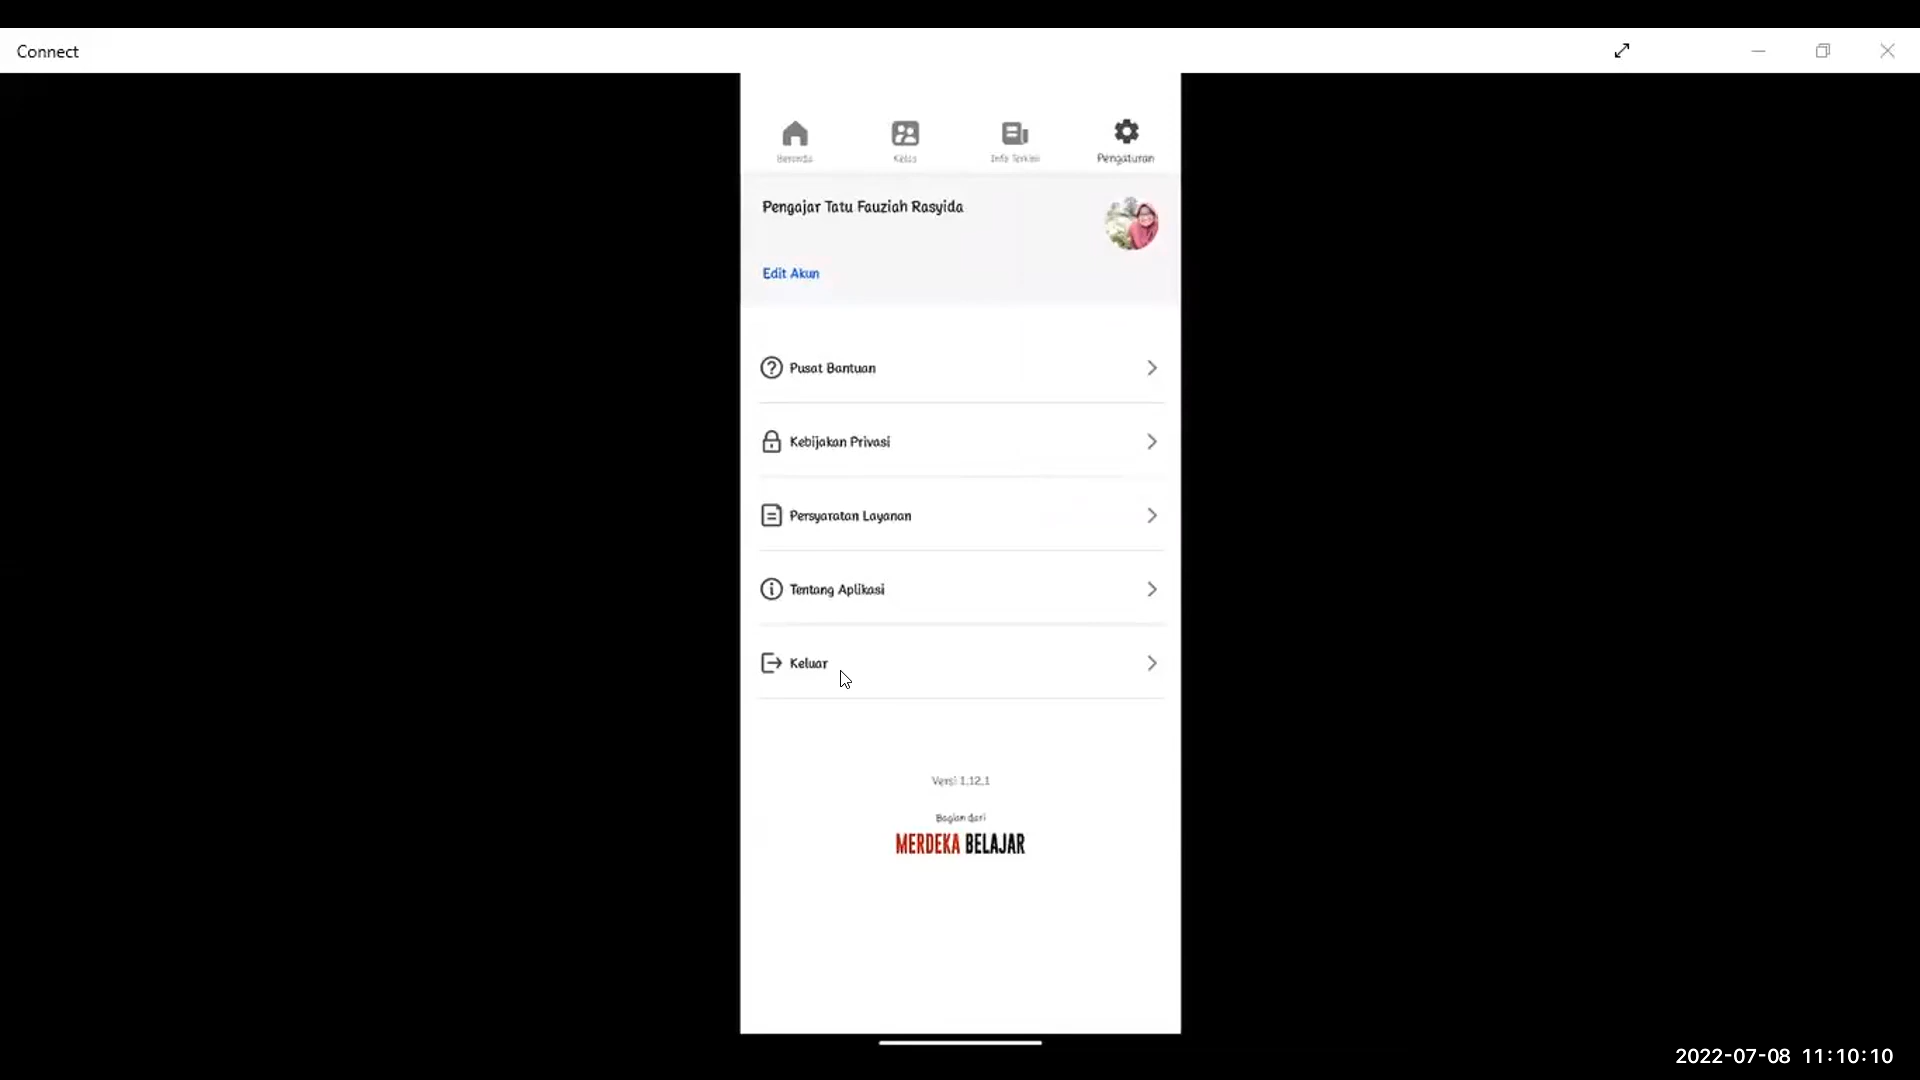 Connect
Beranda
Kelas
Info Terkini
Pengaturan
Pengajar Tatu Fauziah Rasyida
Edit Akun
Pusat Bantuan
Kebijakan Privasi
Persyaratan Layanan
Tentang Aplikasi
Keluar
Versi 1.12.1
Bagian dari
MERDEKA BELAJAR
2022-07-08 11:10:10